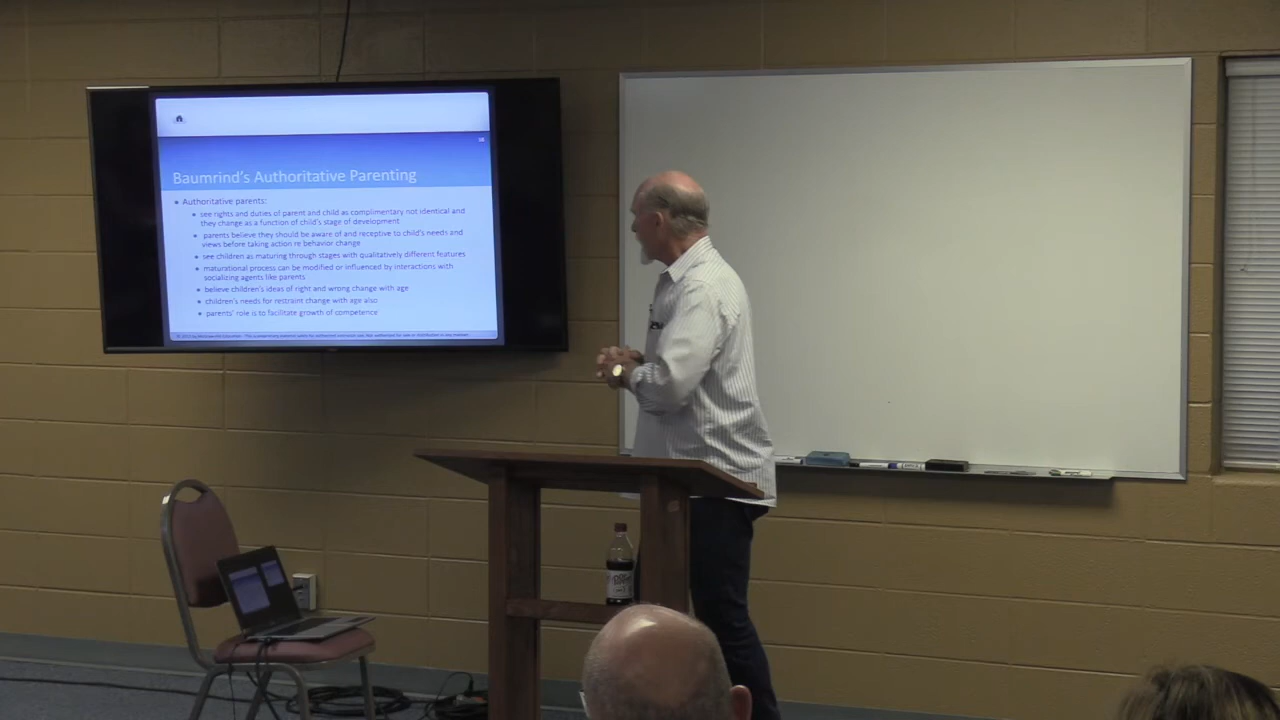 Baumrind's Authoritative Parenting
Authoritative parents:
see rights and duties of parent and child as complimentary not identical and
they change as a function of child's stage of development
parents believe they should be aware of and receptive to child's needs and
views before taking action re behavior change
see children as maturing through stages with qualitatively different features
maturational process can be modified or influenced by interactions with
socializing agents like parents
believe children's ideas of right and wrong change with age
children's needs for restraint change with age also
parents' role is to facilitate growth of competence